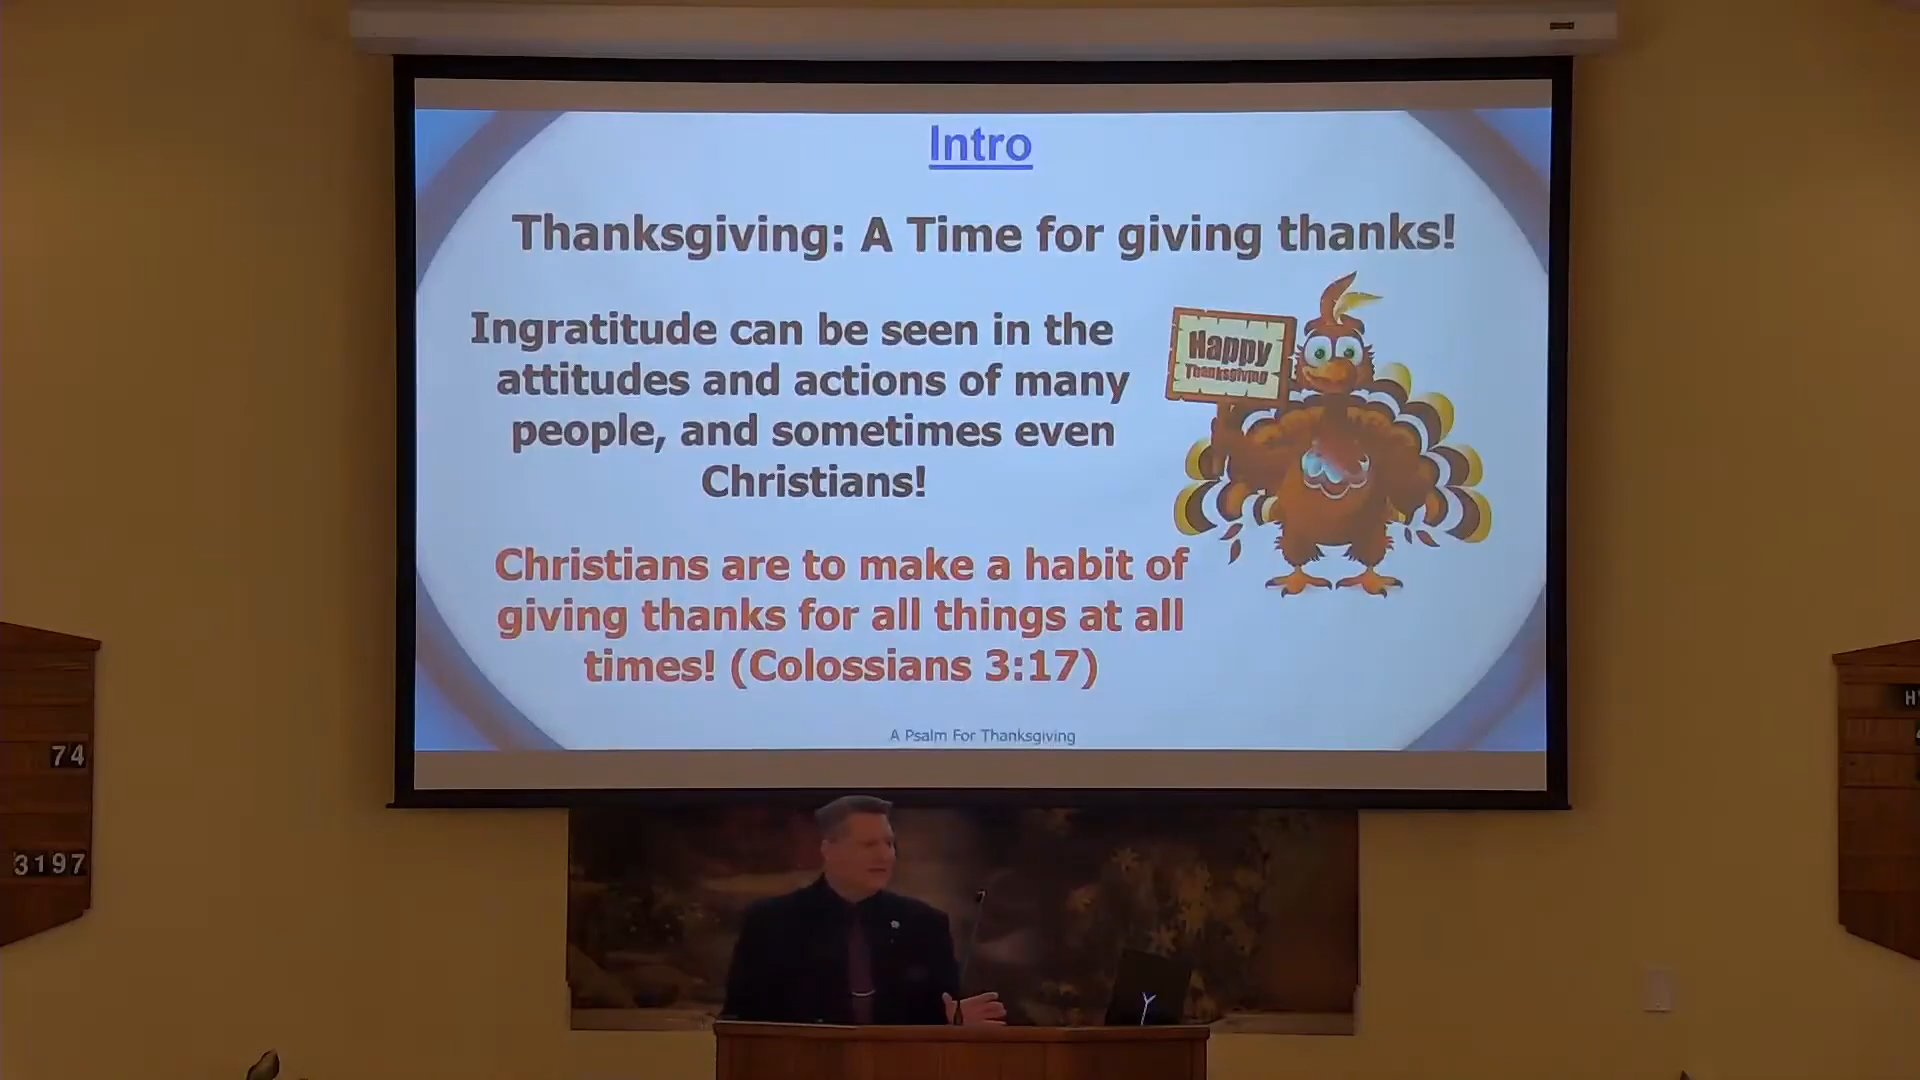 Intro
Thanksgiving: A Time for giving thanks!
Ingratitude can be seen in the
attitudes and actions of many
people, and sometimes even
Christians!
Happy
Thanksgiving
Christians are to make a habit of
giving thanks for all things at all
times! (Colossians 3:17)
A Psalm For Thanksgiving
74
3197